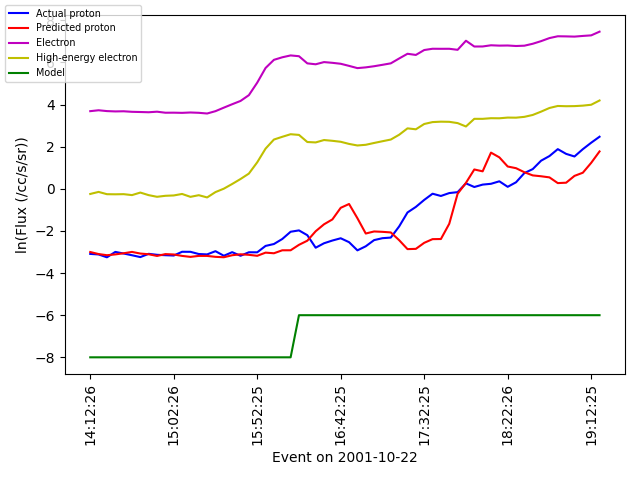 Actual proton
Predicted proton
Electron
High-energy electron
Model
ln(Flux (/cc/s/sr))
4
2
0
−2
−4
−6
−8
14:12:26
15:02:26
15:52:25
16:42:25
17:32:25
18:22:26
19:12:25
Event on 2001-10-22